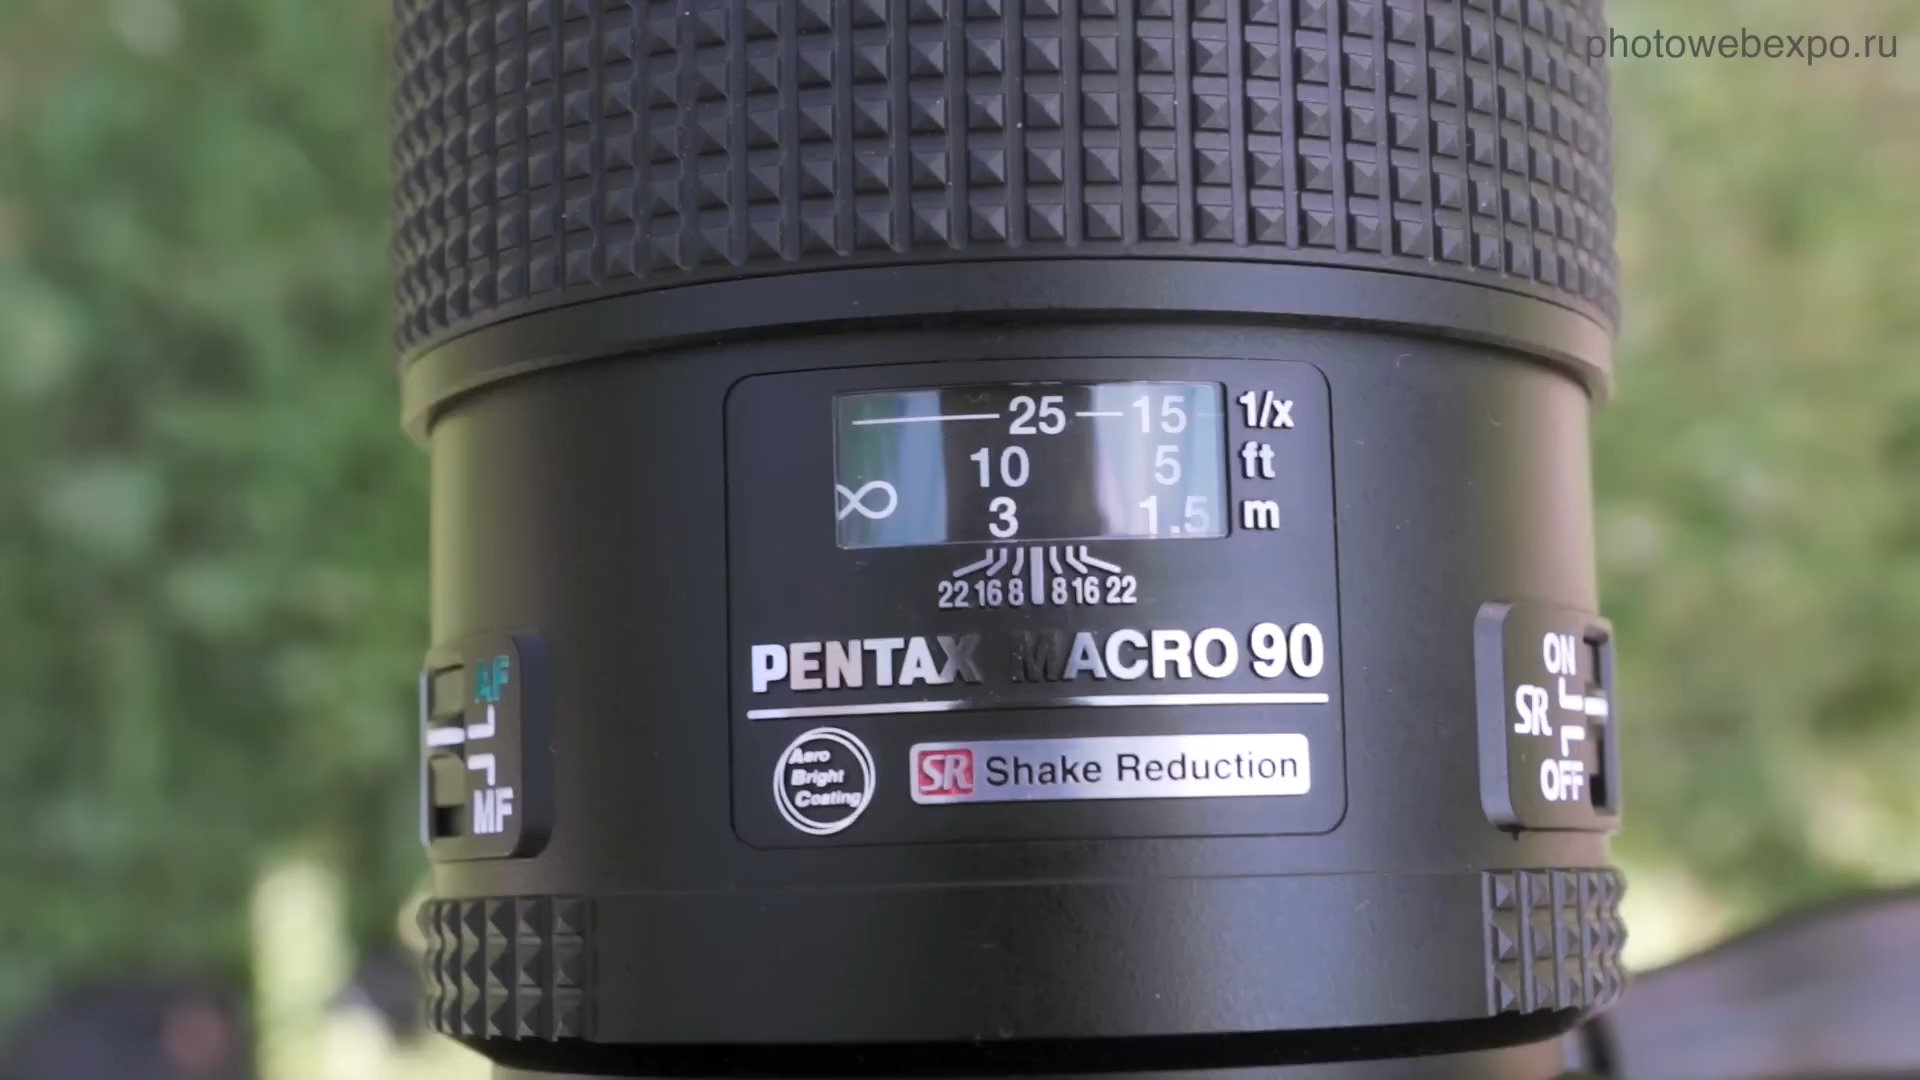 photowebexpo.ru
25 15 1/x
10 5 ft
∞ 3 1.5 m
22 16 8 8 16 22
PENTAX MACRO 90
AF
MF
Aero
Bright
Coating
SR Shake Reduction
ON
SR
OFF